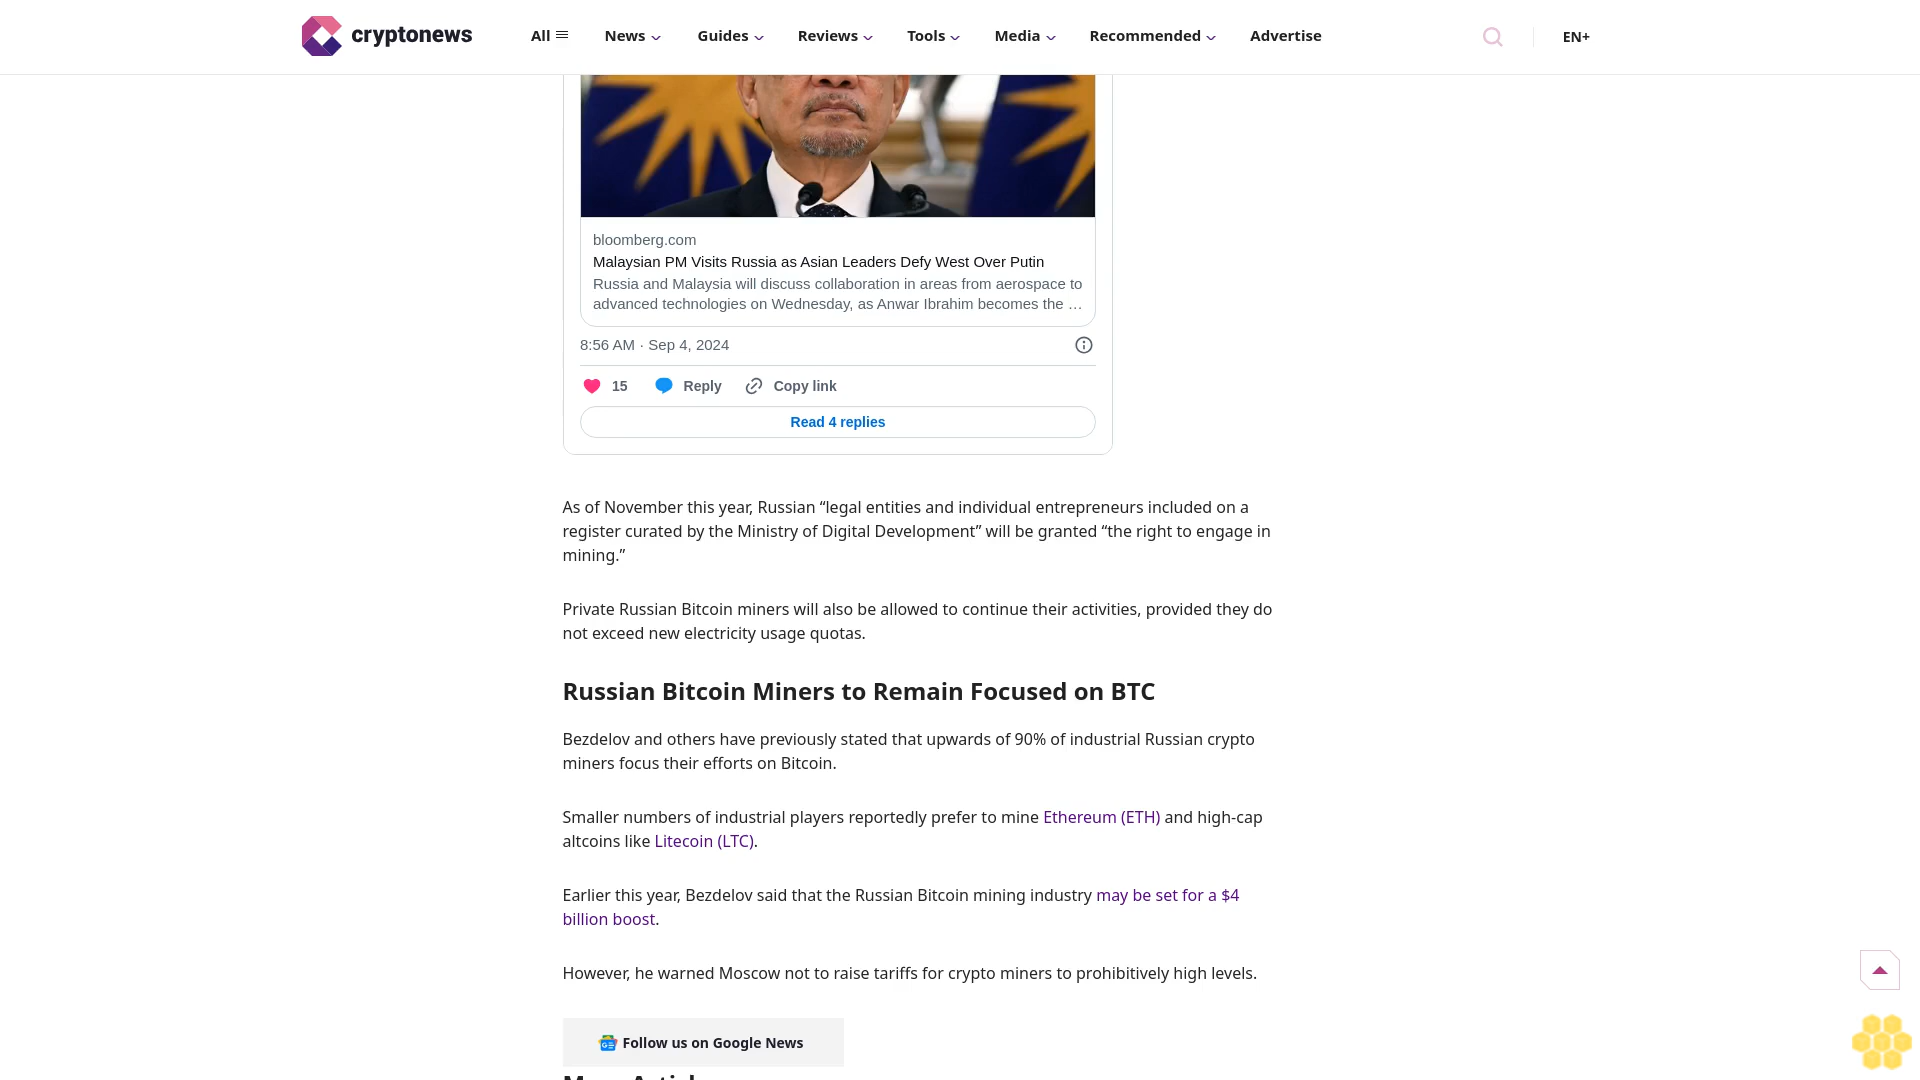 cryptonews
All
News
Guides
Reviews
Tools
Media
Recommended
Advertise
EN+
bloomberg.com
Malaysian PM Visits Russia as Asian Leaders Defy West Over Putin
Russia and Malaysia will discuss collaboration in areas from aerospace to
advanced technologies on Wednesday, as Anwar Ibrahim becomes the …
8:56 AM · Sep 4, 2024
15
Reply
Copy link
Read 4 replies
As of November this year, Russian “legal entities and individual entrepreneurs included on a
register curated by the Ministry of Digital Development” will be granted “the right to engage in
mining.”
Private Russian Bitcoin miners will also be allowed to continue their activities, provided they do
not exceed new electricity usage quotas.
Russian Bitcoin Miners to Remain Focused on BTC
Bezdelov and others have previously stated that upwards of 90% of industrial Russian crypto
miners focus their efforts on Bitcoin.
Smaller numbers of industrial players reportedly prefer to mine Ethereum (ETH) and high-cap
altcoins like Litecoin (LTC).
Earlier this year, Bezdelov said that the Russian Bitcoin mining industry may be set for a $4
billion boost.
However, he warned Moscow not to raise tariffs for crypto miners to prohibitively high levels.
Follow us on Google News